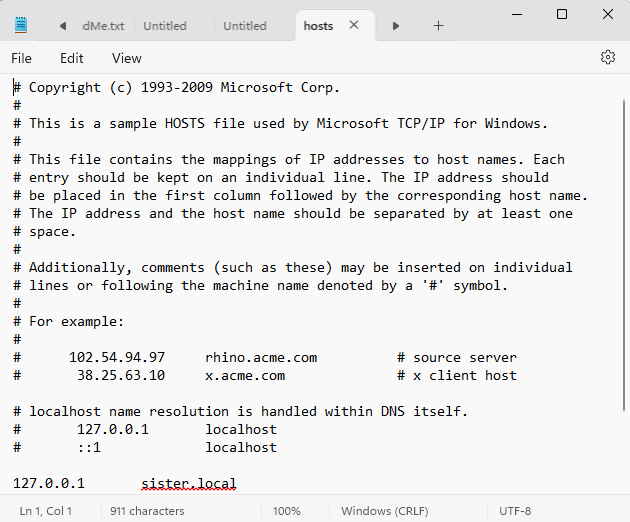 dMe.txt Untitled Untitled hosts
File Edit View
# Copyright (c) 1993-2009 Microsoft Corp.
#
# This is a sample HOSTS file used by Microsoft TCP/IP for Windows.
#
# This file contains the mappings of IP addresses to host names. Each
# entry should be kept on an individual line. The IP address should
# be placed in the first column followed by the corresponding host name.
# The IP address and the host name should be separated by at least one
# space.
#
# Additionally, comments (such as these) may be inserted on individual
# lines or following the machine name denoted by a '#' symbol.
#
# For example:
#
#      102.54.94.97     rhino.acme.com          # source server
#       38.25.63.10     x.acme.com              # x client host

# localhost name resolution is handled within DNS itself.
#       127.0.0.1       localhost
#       ::1             localhost

127.0.0.1       sister.local
Ln 1, Col 1 911 characters 100% Windows (CRLF) UTF-8